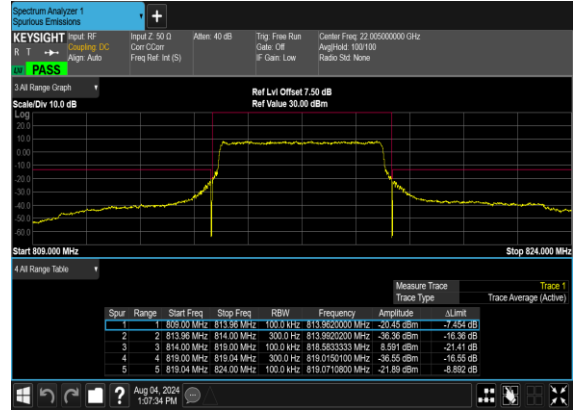 Spectrum Analyzer 1
Spurious Emissions
KEYSIGHT Input: RF Input Z: 50 Ω Atten: 40 dB Trig: Free Run Center Freq: 22.005000000 GHz
R T Coupling: DC Corr CCorr Gate: Off Avg|Hold: 100/100
Align: Auto Freq Ref: Int (S) IF Gain: Low Radio Std: None
LM PASS
3 All Range Graph
Ref Lvl Offset 7.50 dB
Scale/Div 10.0 dB Ref Value 30.00 dBm
Log
20.0
10.0
0.00
-10.0
-20.0
-30.0
-40.0
-50.0
-60.0
Start 809.000 MHz Stop 824.000 MHz
4 All Range Table
Measure Trace Trace 1
Trace Type Trace Average (Active)
Spur Range Start Freq Stop Freq RBW Frequency Amplitude ΔLimit
1 1 809.00 MHz 813.96 MHz 100.0 kHz 813.9620000 MHz -20.45 dBm -7.454 dB
2 2 813.96 MHz 814.00 MHz 300.0 Hz 813.9920200 MHz -36.36 dBm -16.36 dB
3 3 814.00 MHz 819.00 MHz 100.0 kHz 818.5833333 MHz 8.591 dBm -21.41 dB
4 4 819.00 MHz 819.04 MHz 300.0 Hz 819.0150100 MHz -36.55 dBm -16.55 dB
5 5 819.04 MHz 824.00 MHz 100.0 kHz 819.0710800 MHz -21.89 dBm -8.892 dB
Aug 04, 2024
1:07:34 PM